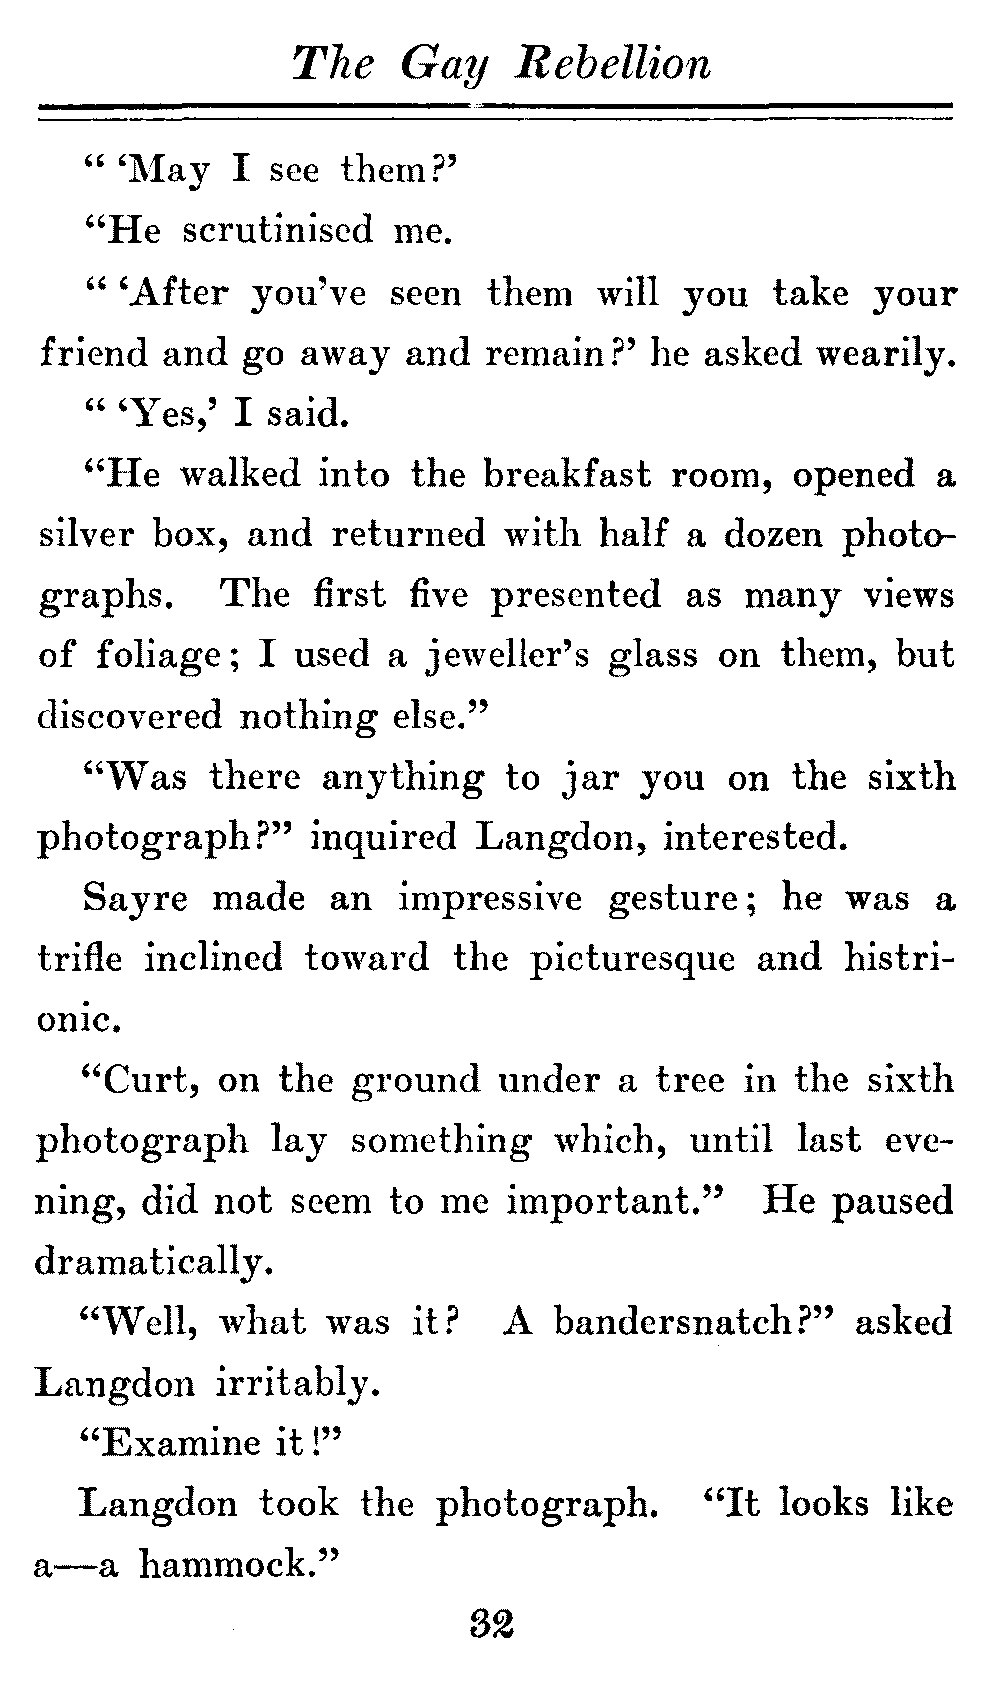 The Gay Rebellion
“ ‘May I see them?’
“He scrutinised me.
“ ‘After you’ve seen them will you take your
friend and go away and remain?’ he asked wearily.
“ ‘Yes,’ I said.
“He walked into the breakfast room, opened a
silver box, and returned with half a dozen photo-
graphs. The first five presented as many views
of foliage; I used a jeweller’s glass on them, but
discovered nothing else.”
“Was there anything to jar you on the sixth
photograph?” inquired Langdon, interested.
Sayre made an impressive gesture; he was a
trifle inclined toward the picturesque and histri-
onic.
“Curt, on the ground under a tree in the sixth
photograph lay something which, until last eve-
ning, did not seem to me important.” He paused
dramatically.
“Well, what was it? A bandersnatch?” asked
Langdon irritably.
“Examine it!”
Langdon took the photograph. “It looks like
a—a hammock.”
32